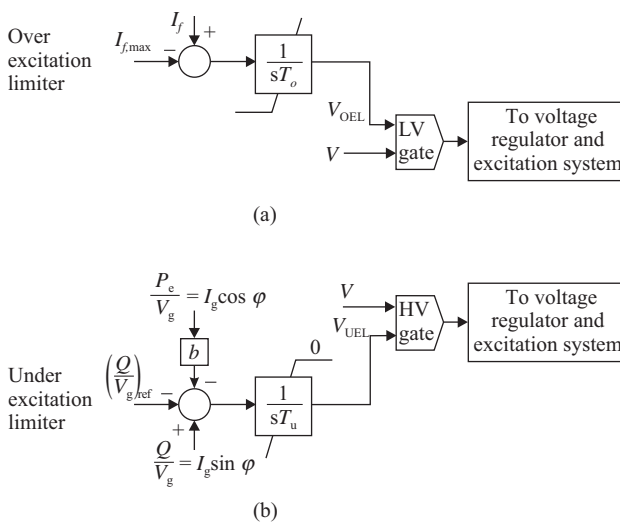 Over
excitation
limiter
I_f,max
−
I_f
+
1
sT_o
V_OEL
V
LV
gate
To voltage
regulator and
excitation system
(a)
P_e
V_g
= I_g cos φ
b
−
Under
excitation
limiter
(Q/V_g)_ref
−
+
Q
V_g
= I_g sin φ
0
1
sT_u
V
V_UEL
HV
gate
To voltage
regulator and
excitation system
(b)